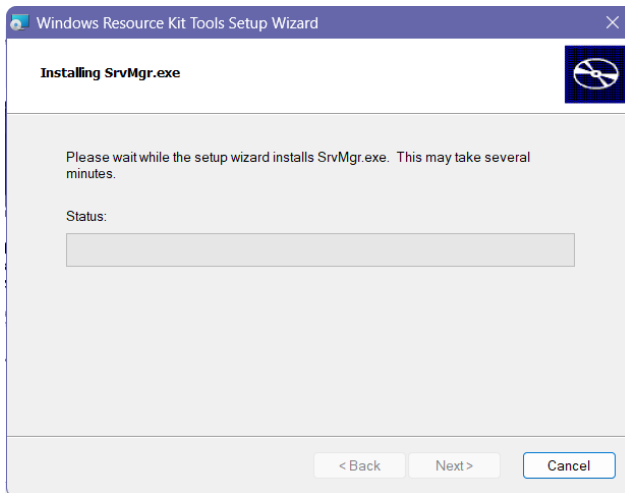 Windows Resource Kit Tools Setup Wizard
Installing SrvMgr.exe
Please wait while the setup wizard installs SrvMgr.exe. This may take several
minutes.
Status:
< Back
Next >
Cancel